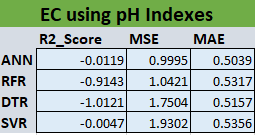 EC using pH Indexes
R2_Score MSE MAE
ANN -0.0119 0.9995 0.5039
RFR -0.9143 1.0421 0.5317
DTR -1.0121 1.7504 0.5157
SVR -0.0047 1.9302 0.5356